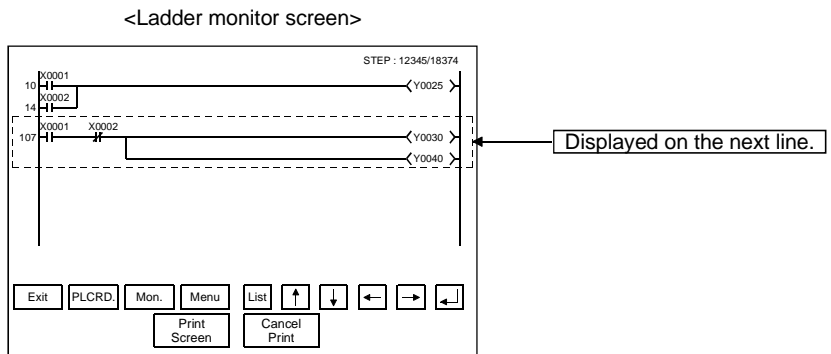 <Ladder monitor screen>
STEP : 12345/18374
X0001
10
Y0025
X0002
14
X0001 X0002
107
Y0030
Displayed on the next line.
Y0040
Exit PLCRD. Mon. Menu List ↑ ↓ ← → ↵
Print Cancel
Screen Print